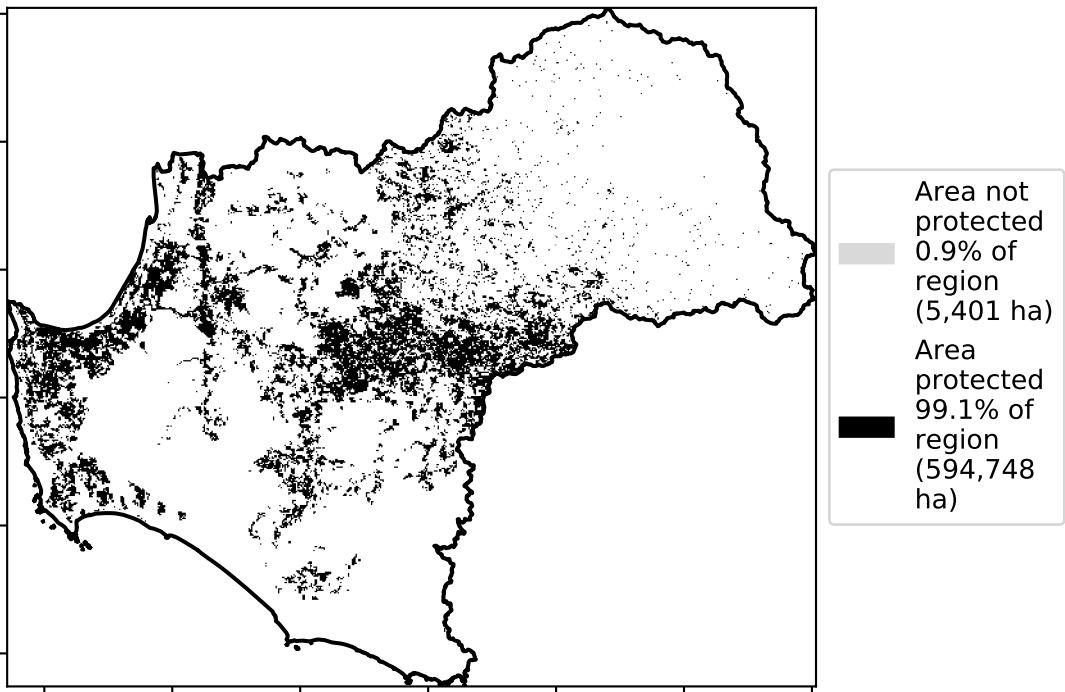 Area not
protected
0.9% of
region
(5,401 ha)
Area
protected
99.1% of
region
(594,748
ha)